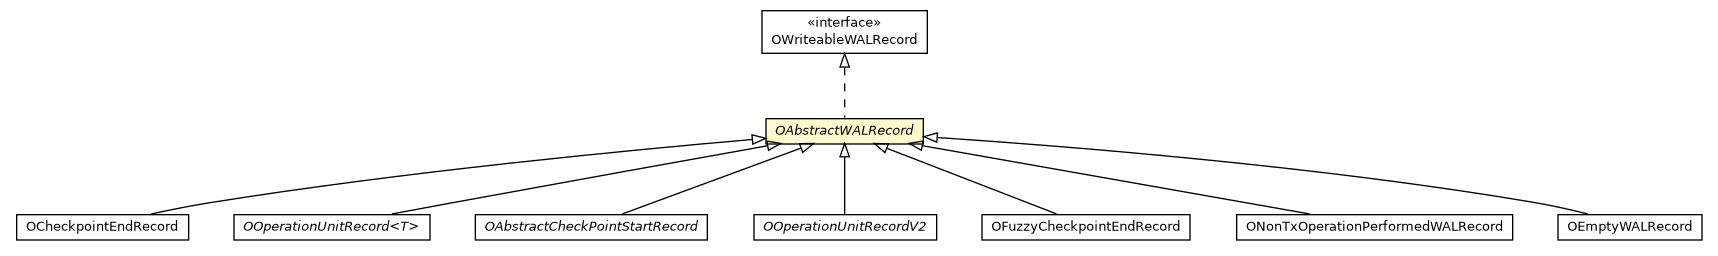 «interface»
OWriteableWALRecord
OAbstractWALRecord
OCheckpointEndRecord
OOperationUnitRecord<T>
OAbstractCheckPointStartRecord
OOperationUnitRecordV2
OFuzzyCheckpointEndRecord
ONonTxOperationPerformedWALRecord
OEmptyWALRecord